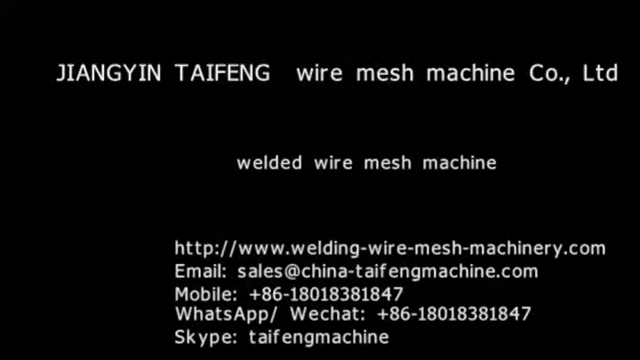 JIANGYIN TAIFENG wire mesh machine Co., Ltd
welded wire mesh machine
http://www.welding-wire-mesh-machinery.com
Email: sales@china-taifengmachine.com
Mobile: +86-18018381847
WhatsApp/ Wechat: +86-18018381847
Skype: taifengmachine